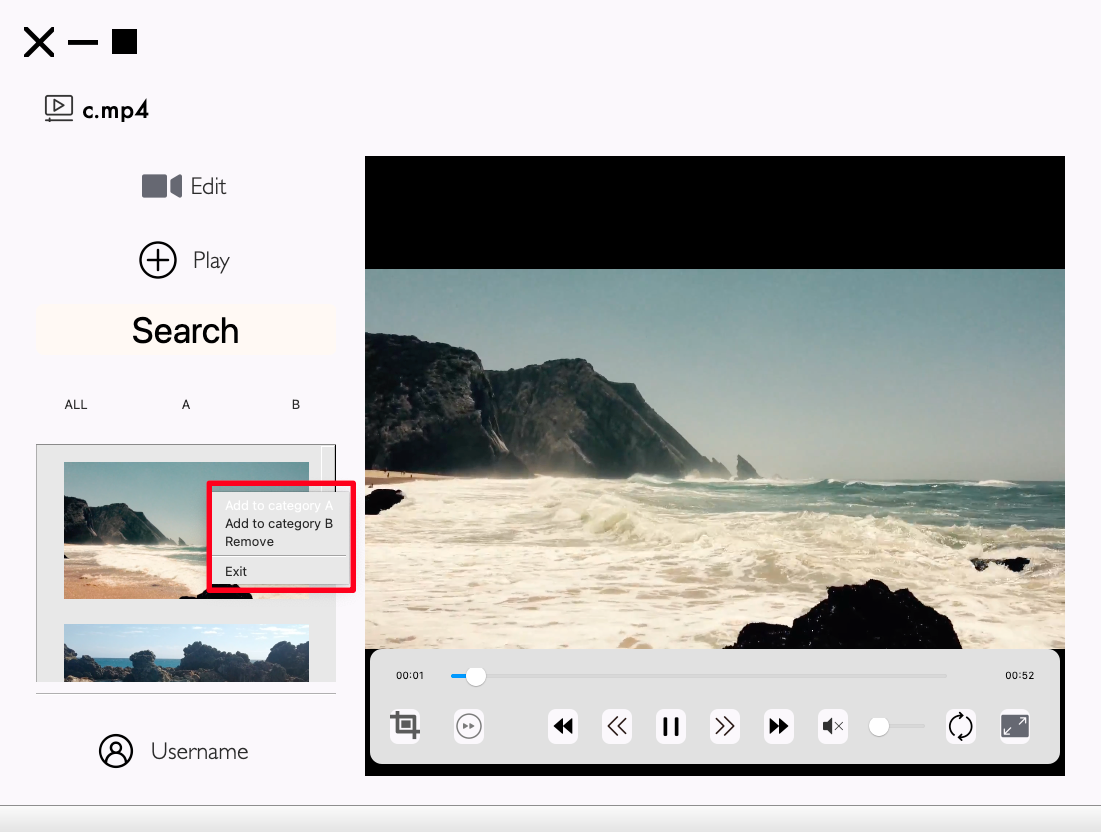 c.mp4
Edit
Play
Search
ALL A B
Add to category A
Add to category B
Remove
Exit
00:01 00:52
Username